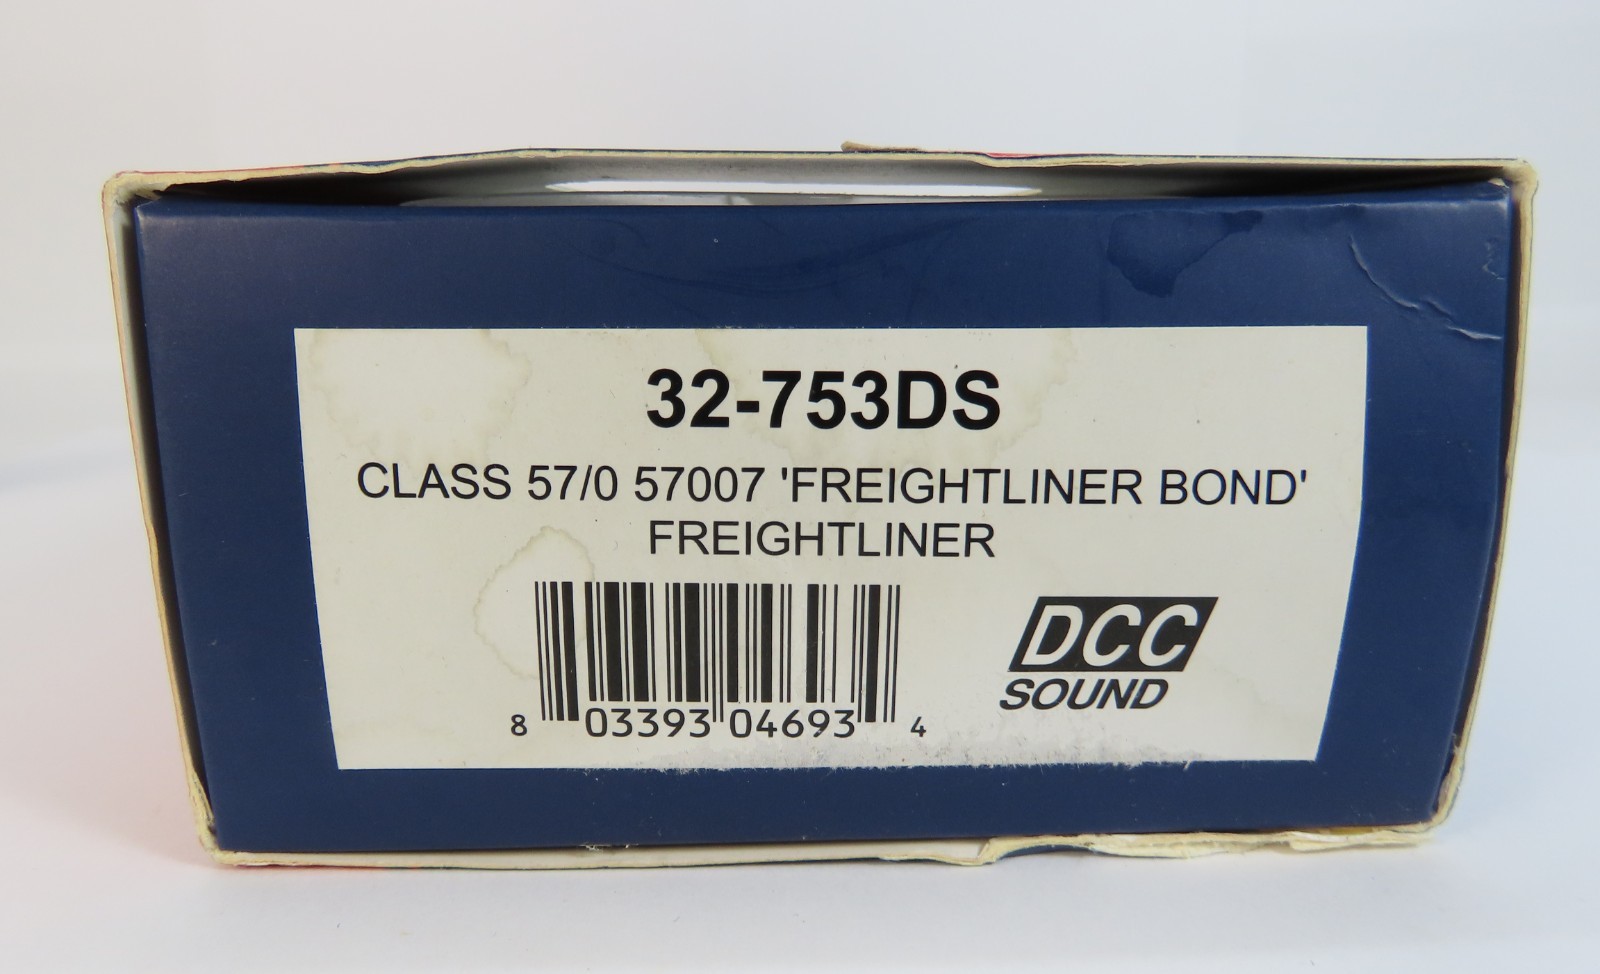 32-753DS
CLASS 57/0 57007 'FREIGHTLINER BOND'
FREIGHTLINER
8 03393 04693 4
DCC
SOUND